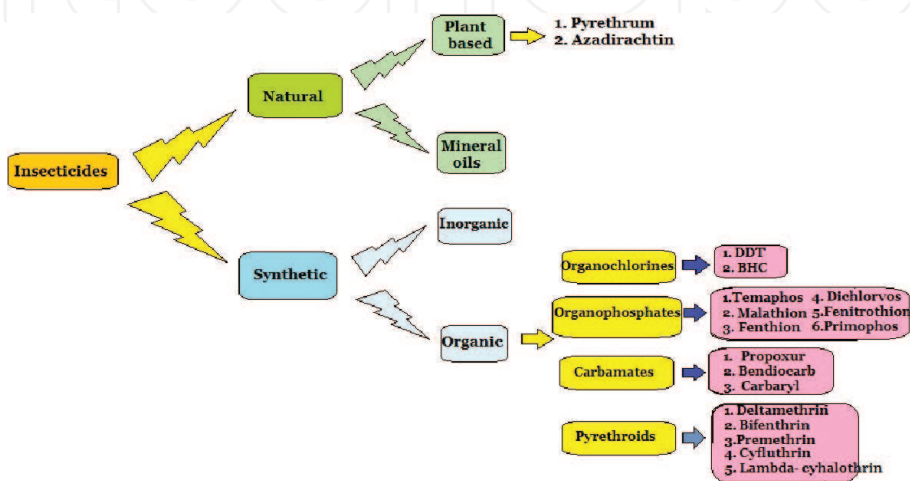 Plant
based
1. Pyrethrum
2. Azadirachtin
Natural
Mineral
oils
Insecticides
Inorganic
Synthetic
Organic
Organochlorines
1. DDT
2. BHC
Organophosphates
1.Temaphos 4. Dichlorvos
2. Malathion 5.Fenitrothion
3. Fenthion 6.Primophos
Carbamates
1. Propoxur
2. Bendiocarb
3. Carbaryl
Pyrethroids
1. Deltamethrin
2. Bifenthrin
3.Premethrin
4. Cyfluthrin
5. Lambda- cyhalothrin